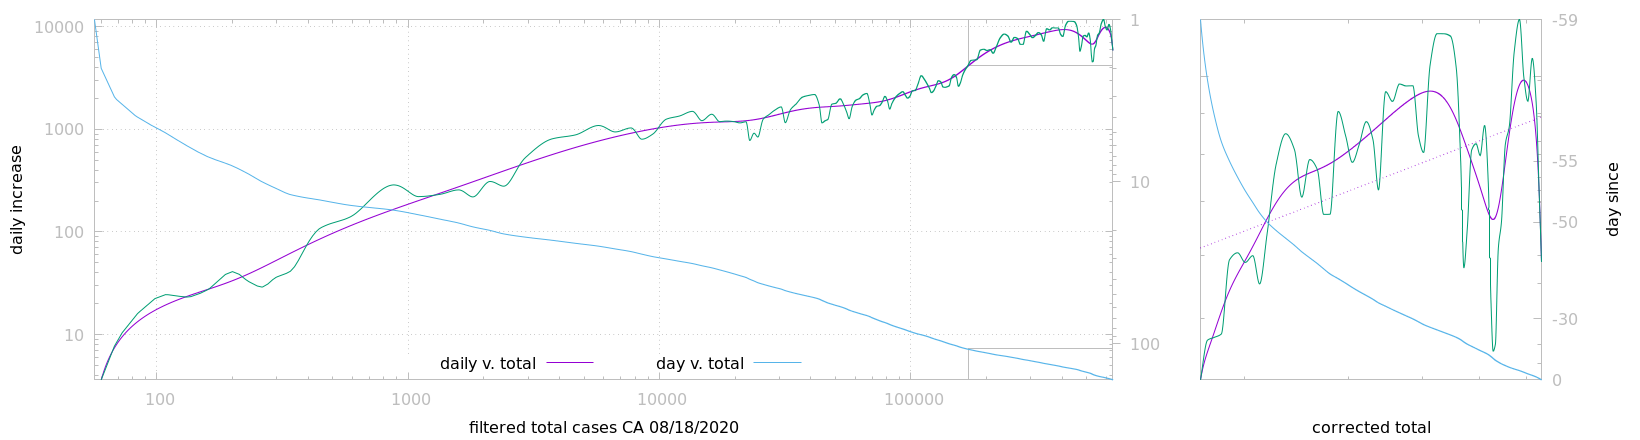 10000
1000
100
10
daily increase
100
1000
10000
100000
filtered total cases CA 08/18/2020
daily v. total
day v. total
1
10
100
-59
-55
-50
-30
0
day since
corrected total